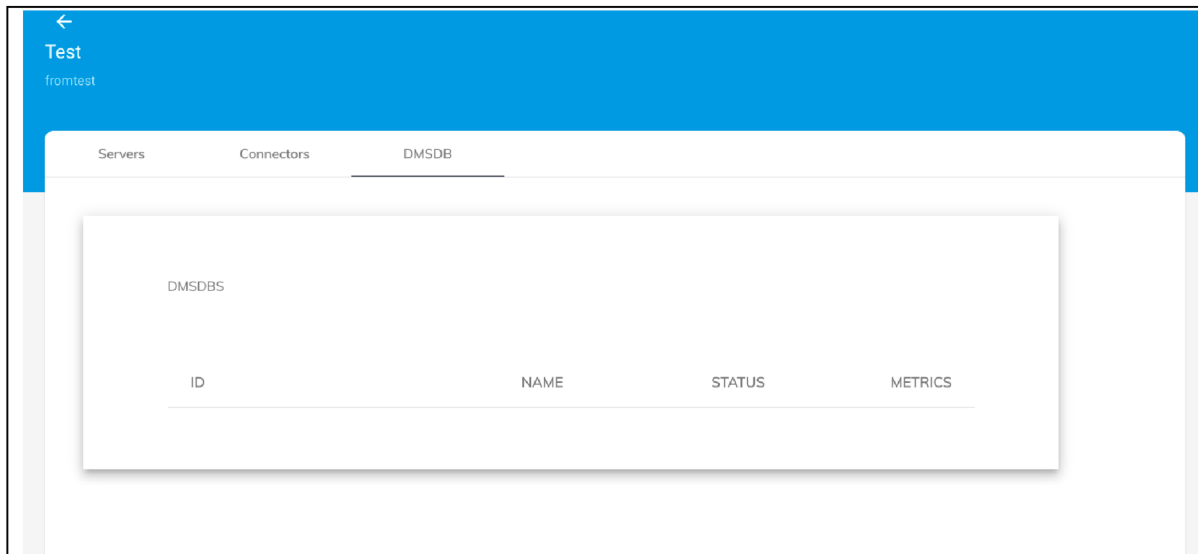 Test
fromtest
Servers Connectors DMSDB
DMSDBS
ID NAME STATUS METRICS